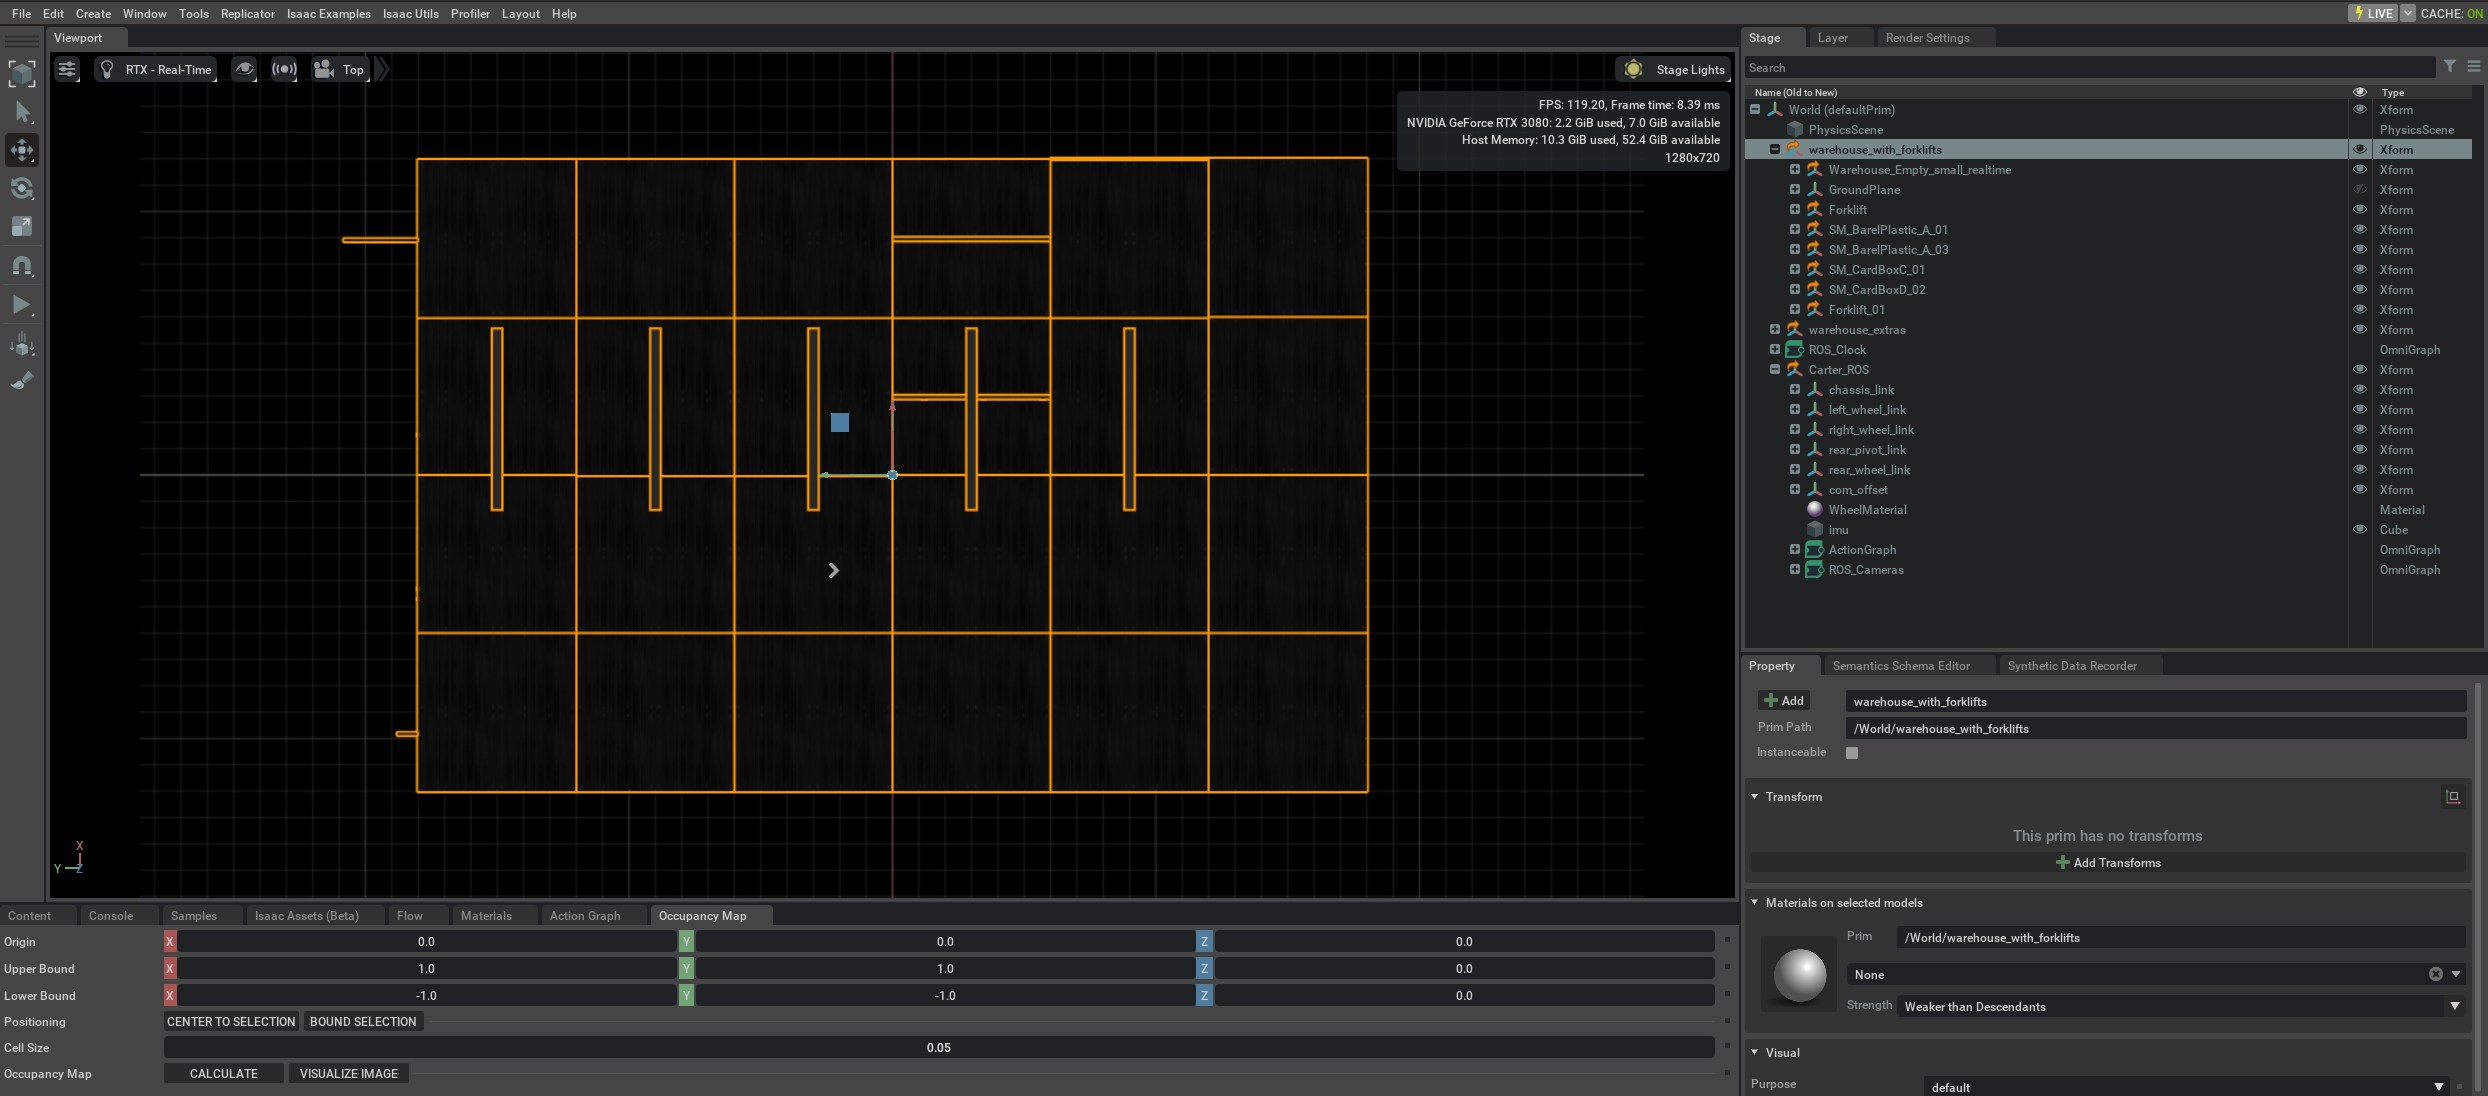 File Edit Create Window Tools Replicator Isaac Examples Isaac Utils Profiler Layout Help
LIVE CACHE: ON
Viewport
RTX - Real-Time
Top
Stage Lights
FPS: 119.20, Frame time: 8.39 ms
NVIDIA GeForce RTX 3080: 2.2 GiB used, 7.0 GiB available
Host Memory: 10.3 GiB used, 52.4 GiB available
1280x720
X
Y
Z
Stage Layer Render Settings
Search
Name (Old to New) Type
World (defaultPrim) Xform
PhysicsScene PhysicsScene
warehouse_with_forklifts Xform
Warehouse_Empty_small_realtime Xform
GroundPlane Xform
Forklift Xform
SM_BarelPlastic_A_01 Xform
SM_BarelPlastic_A_03 Xform
SM_CardBoxC_01 Xform
SM_CardBoxD_02 Xform
Forklift_01 Xform
warehouse_extras Xform
ROS_Clock OmniGraph
Carter_ROS Xform
chassis_link Xform
left_wheel_link Xform
right_wheel_link Xform
rear_pivot_link Xform
rear_wheel_link Xform
com_offset Xform
WheelMaterial Material
imu Cube
ActionGraph OmniGraph
ROS_Cameras OmniGraph
Property Semantics Schema Editor Synthetic Data Recorder
Add warehouse_with_forklifts
Prim Path /World/warehouse_with_forklifts
Instanceable
Transform
This prim has no transforms
Add Transforms
Materials on selected models
Prim /World/warehouse_with_forklifts
None
Strength Weaker than Descendants
Visual
Purpose default
Content Console Samples Isaac Assets (Beta) Flow Materials Action Graph Occupancy Map
Origin X 0.0 Y 0.0 Z 0.0
Upper Bound X 1.0 Y 1.0 Z 0.0
Lower Bound X -1.0 Y -1.0 Z 0.0
Positioning CENTER TO SELECTION BOUND SELECTION
Cell Size 0.05
Occupancy Map CALCULATE VISUALIZE IMAGE